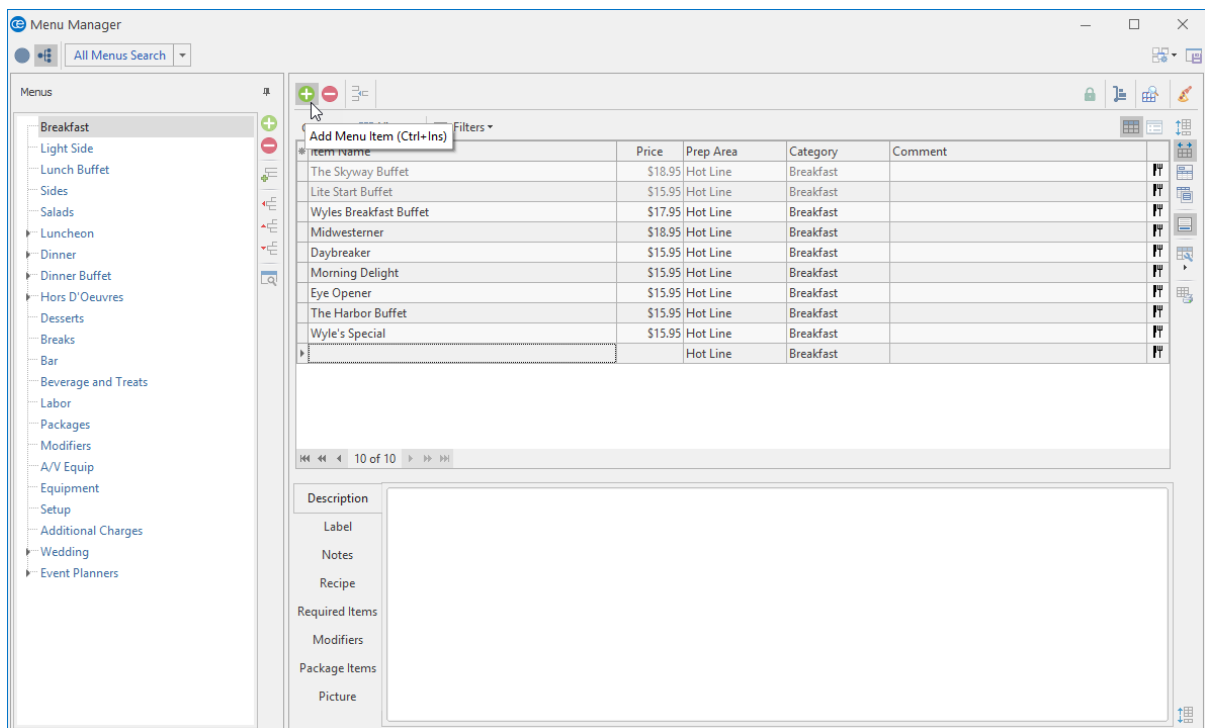 Menu Manager
All Menus Search
Menus
Breakfast
Light Side
Lunch Buffet
Sides
Salads
Luncheon
Dinner
Dinner Buffet
Hors D'Oeuvres
Desserts
Breaks
Bar
Beverage and Treats
Labor
Packages
Modifiers
A/V Equip
Equipment
Setup
Additional Charges
Wedding
Event Planners
Filters
Add Menu Item (Ctrl+Ins)
Item Name Price Prep Area Category Comment
The Skyway Buffet $18.95 Hot Line Breakfast
Lite Start Buffet $15.95 Hot Line Breakfast
Wyles Breakfast Buffet $17.95 Hot Line Breakfast
Midwesterner $18.95 Hot Line Breakfast
Daybreaker $15.95 Hot Line Breakfast
Morning Delight $15.95 Hot Line Breakfast
Eye Opener $15.95 Hot Line Breakfast
The Harbor Buffet $15.95 Hot Line Breakfast
Wyle's Special $15.95 Hot Line Breakfast
Hot Line Breakfast
10 of 10
Description
Label
Notes
Recipe
Required Items
Modifiers
Package Items
Picture